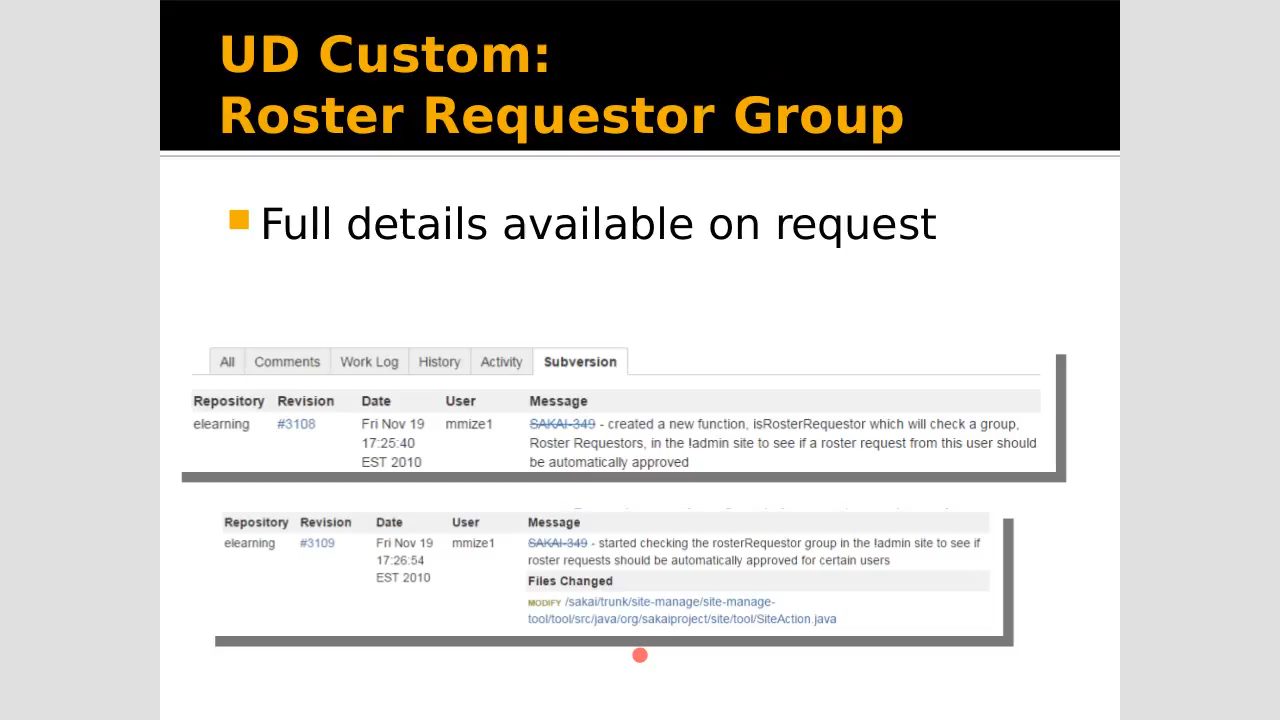 UD Custom:
Roster Requestor Group
Full details available on request
All Comments Work Log History Activity Subversion
Repository Revision Date User Message
elearning #3108 Fri Nov 19 mmize1 SAKAI-349 - created a new function, isRosterRequestor which will check a group,
17:25:40 Roster Requestors, in the !admin site to see if a roster request from this user should
EST 2010 be automatically approved
Repository Revision Date User Message
elearning #3109 Fri Nov 19 mmize1 SAKAI-349 - started checking the rosterRequestor group in the !admin site to see if
17:26:54 roster requests should be automatically approved for certain users
EST 2010 Files Changed
MODIFY /sakai/trunk/site-manage/site-manage-
tool/tool/src/java/org/sakaiproject/site/tool/SiteAction.java